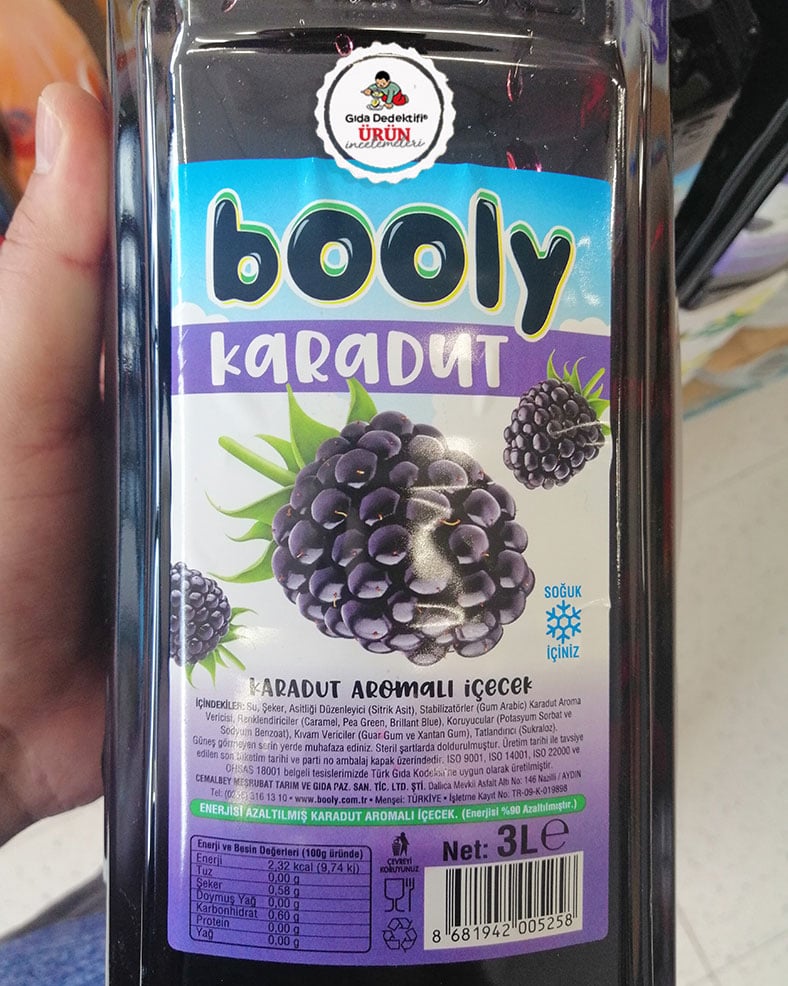 Gıda Dedektifi®
ÜRÜN
incelemeleri
booly
KARADUT
SOĞUK
İÇİNİZ
KARADUT AROMALI İÇECEK
İÇİNDEKİLER: Su, Şeker, Asitliği Düzenleyici (Sitrik Asit), Stabilizatörler (Gum Arabic) Karadut Aroma
Vericisi, Renklendiriciler (Caramel, Pea Green, Brillant Blue), Koruyucular (Potasyum Sorbat ve
Sodyum Benzoat), Kıvam Vericiler (Guar Gum ve Xantan Gum), Tatlandırıcı (Sukraloz).
Güneş görmeyen serin yerde muhafaza ediniz. Steril şartlarda doldurulmuştur. Üretim tarihi ile tavsiye
edilen son tüketim tarihi ve parti no ambalaj kapak üzerindedir. ISO 9001, ISO 14001, ISO 22000 ve
OHSAS 18001 belgeli tesislerimizde Türk Gıda Kodeksi'ne uygun olarak üretilmiştir.
CEMALBEY MEŞRUBAT TARIM VE GIDA PAZ. SAN. TİC. LTD. ŞTİ. Dallıca Mevkii Asfalt Altı No: 146 Nazilli / AYDIN
Tel: (0256) 316 13 10 • www.booly.com.tr • Menşei: TÜRKİYE • İşletme Kayıt No: TR-09-K-019898
ENERJİSİ AZALTILMIŞ KARADUT AROMALI İÇECEK. (Enerjisi %90 Azaltılmıştır.)
Enerji ve Besin Değerleri (100g üründe)
Enerji 2,32 kcal (9,74 kj)
Tuz 0,00 g
Şeker 0,58 g
Doymuş Yağ 0,00 g
Karbonhidrat 0,60 g
Protein 0,00 g
Yağ 0,00 g
ÇEVREYİ
KORUYUNUZ
Net: 3L e
8 681942 005258